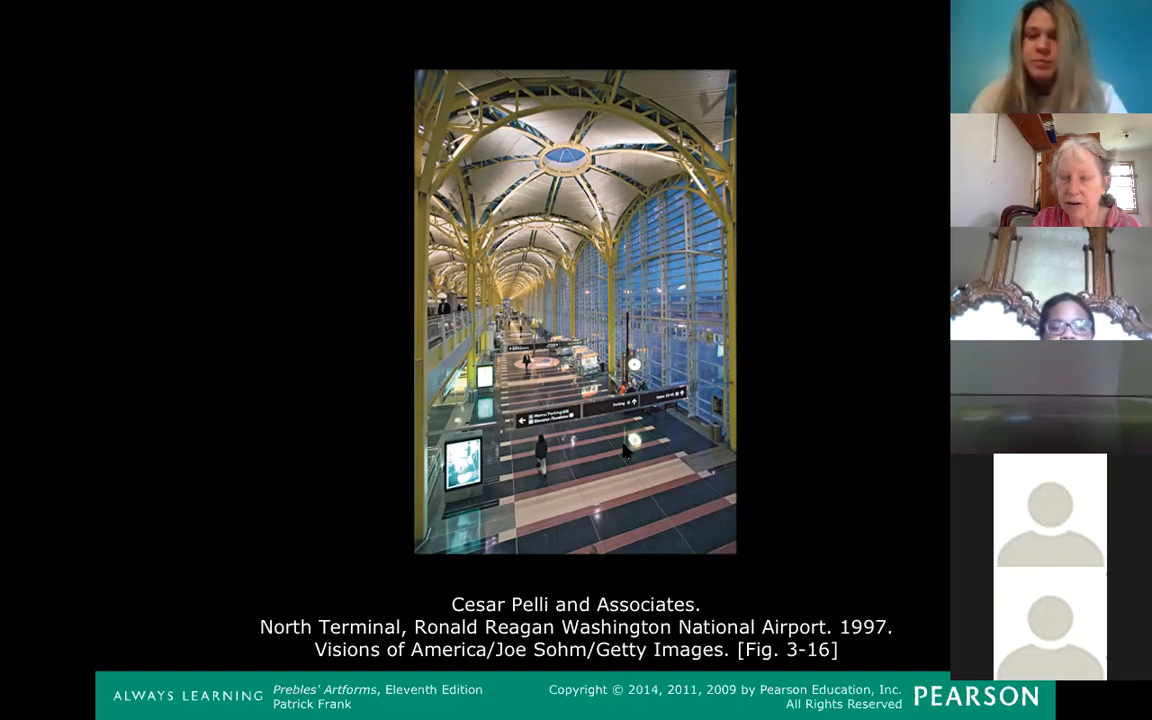 Parking
Cesar Pelli and Associates.
North Terminal, Ronald Reagan Washington National Airport. 1997.
Visions of America/Joe Sohm/Getty Images. [Fig. 3-16]
ALWAYS LEARNING
Prebles' Artforms, Eleventh Edition
Patrick Frank
Copyright © 2014, 2011, 2009 by Pearson Education, Inc.
All Rights Reserved
PEARSON